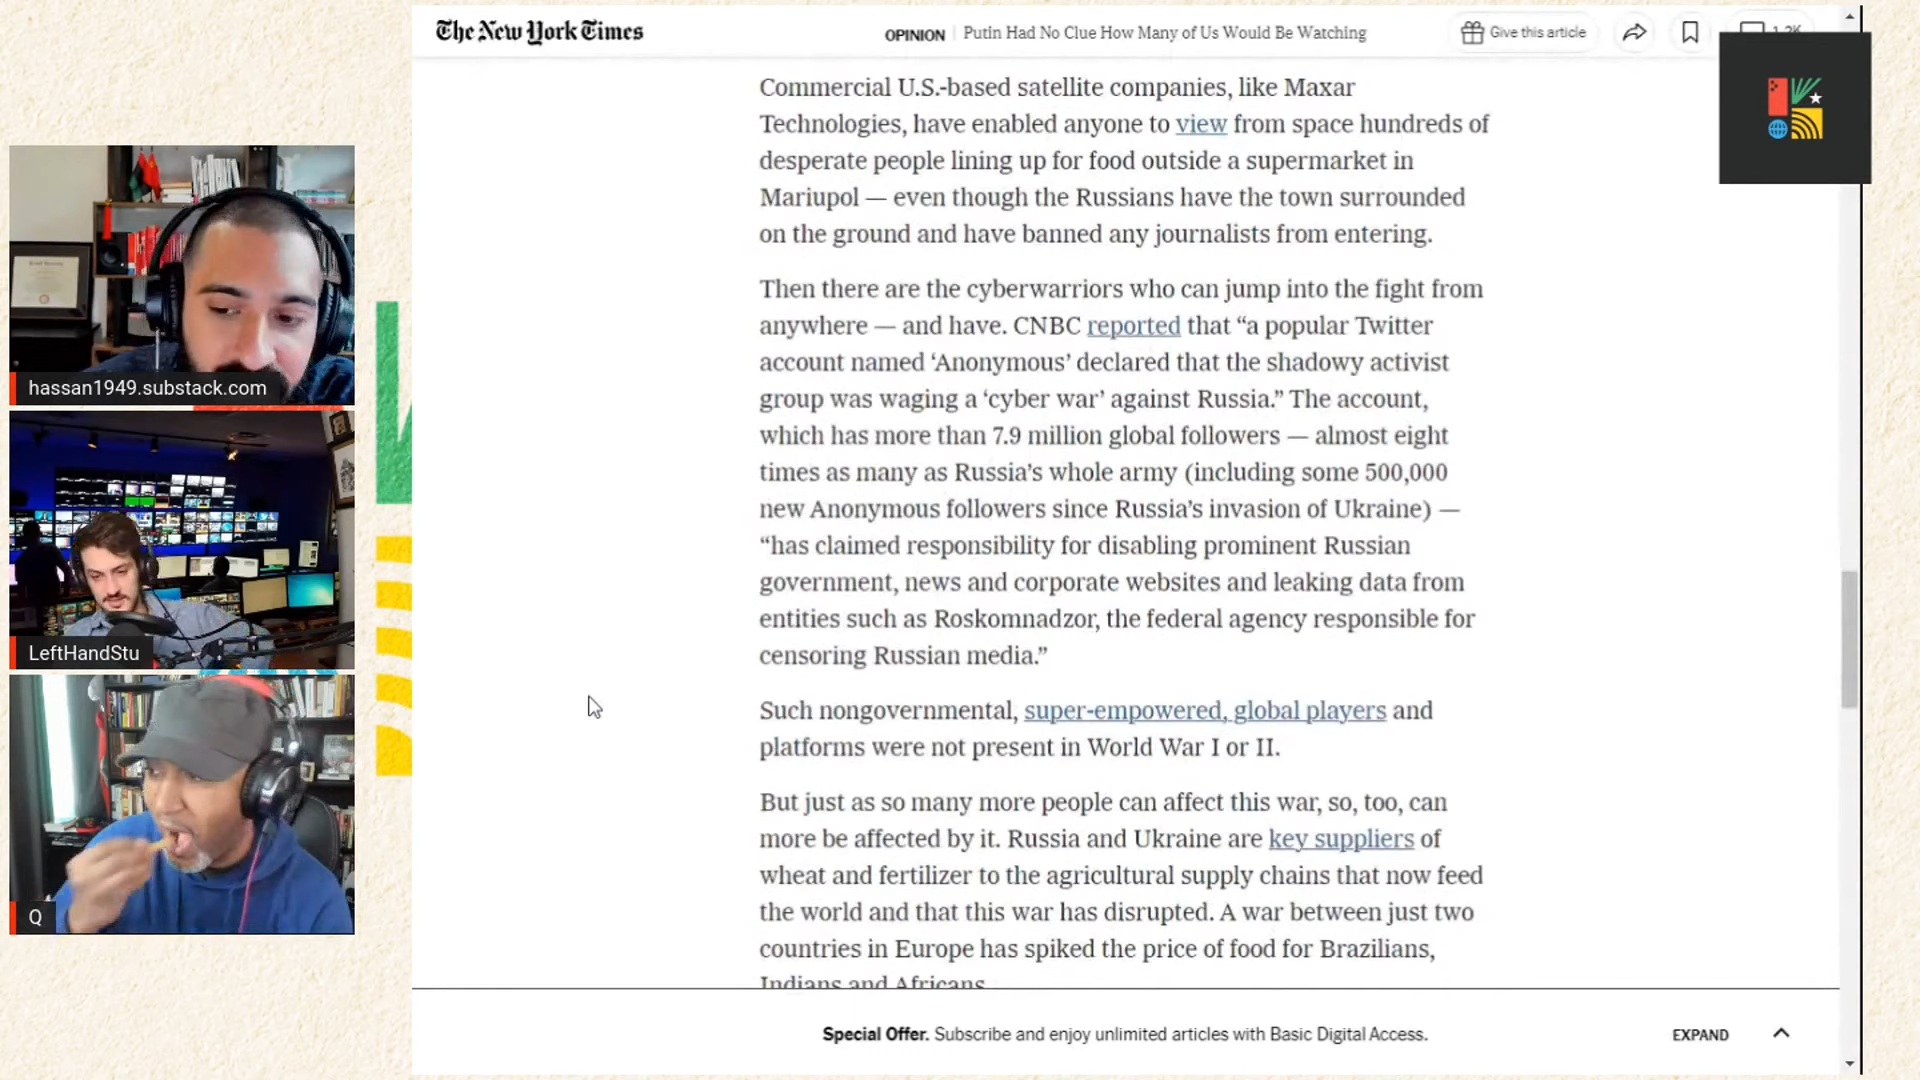 The New York Times
OPINION | Putin Had No Clue How Many of Us Would Be Watching
Give this article
Commercial U.S.-based satellite companies, like Maxar
Technologies, have enabled anyone to view from space hundreds of
desperate people lining up for food outside a supermarket in
Mariupol — even though the Russians have the town surrounded
on the ground and have banned any journalists from entering.
Then there are the cyberwarriors who can jump into the fight from
anywhere — and have. CNBC reported that “a popular Twitter
account named ‘Anonymous’ declared that the shadowy activist
group was waging a ‘cyber war’ against Russia.” The account,
which has more than 7.9 million global followers — almost eight
times as many as Russia’s whole army (including some 500,000
new Anonymous followers since Russia’s invasion of Ukraine) —
“has claimed responsibility for disabling prominent Russian
government, news and corporate websites and leaking data from
entities such as Roskomnadzor, the federal agency responsible for
censoring Russian media.”
Such nongovernmental, super-empowered, global players and
platforms were not present in World War I or II.
But just as so many more people can affect this war, so, too, can
more be affected by it. Russia and Ukraine are key suppliers of
wheat and fertilizer to the agricultural supply chains that now feed
the world and that this war has disrupted. A war between just two
countries in Europe has spiked the price of food for Brazilians,
Indians and Africans.
Special Offer. Subscribe and enjoy unlimited articles with Basic Digital Access.
EXPAND
hassan1949.substack.com
LeftHandStu
Q